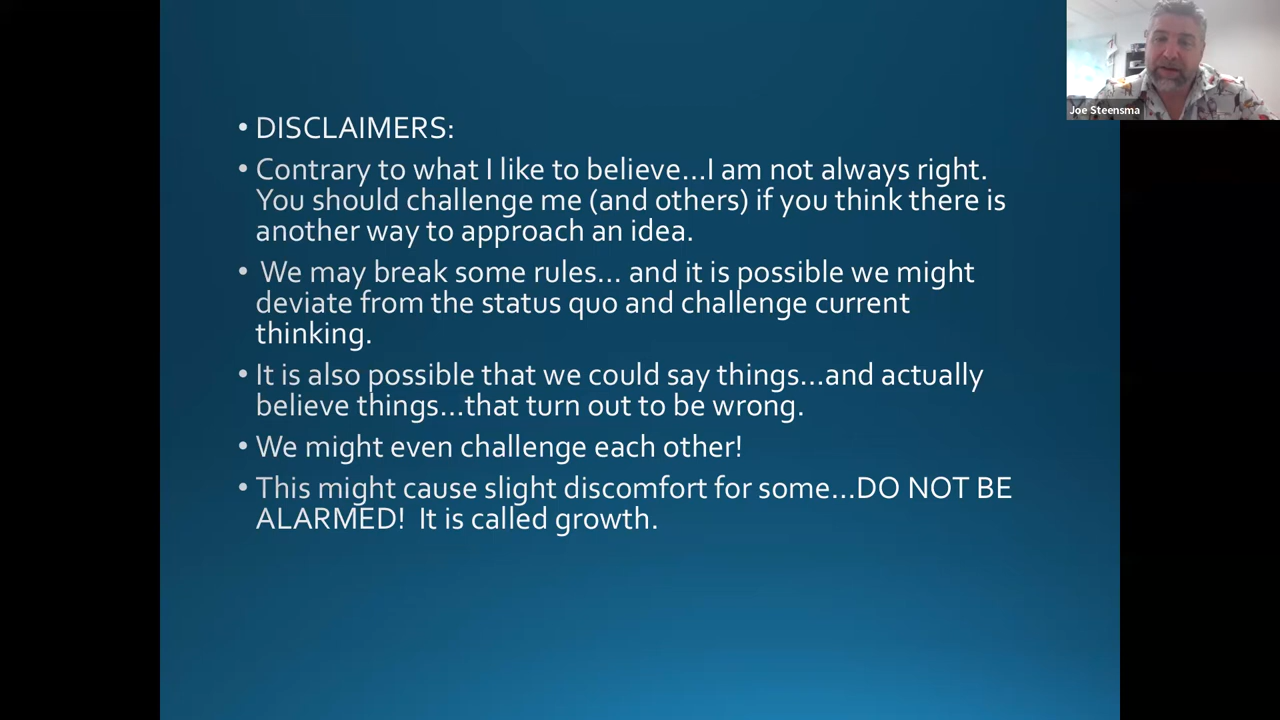 • DISCLAIMERS:
• Contrary to what I like to believe...I am not always right.
You should challenge me (and others) if you think there is
another way to approach an idea.
• We may break some rules... and it is possible we might
deviate from the status quo and challenge current
thinking.
• It is also possible that we could say things...and actually
believe things...that turn out to be wrong.
• We might even challenge each other!
• This might cause slight discomfort for some...DO NOT BE
ALARMED! It is called growth.
Joe Steensma